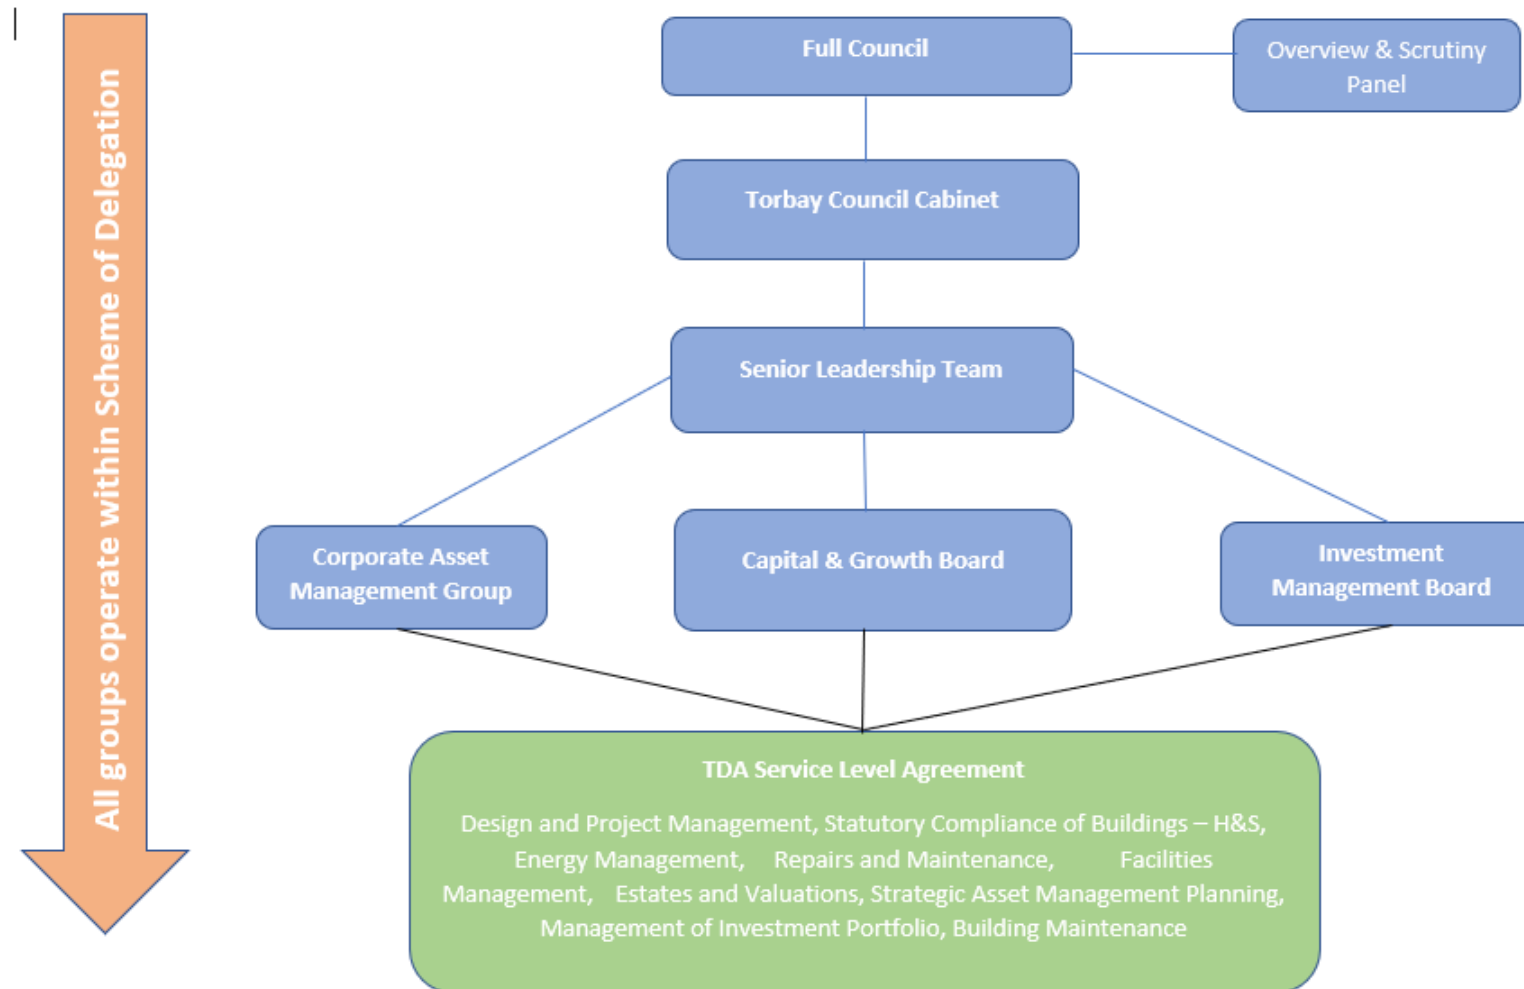 All groups operate within Scheme of Delegation
Full Council
Overview & Scrutiny
Panel
Torbay Council Cabinet
Senior Leadership Team
Corporate Asset
Management Group
Capital & Growth Board
Investment
Management Board
TDA Service Level Agreement
Design and Project Management, Statutory Compliance of Buildings – H&S,
Energy Management, Repairs and Maintenance, Facilities
Management, Estates and Valuations, Strategic Asset Management Planning,
Management of Investment Portfolio, Building Maintenance